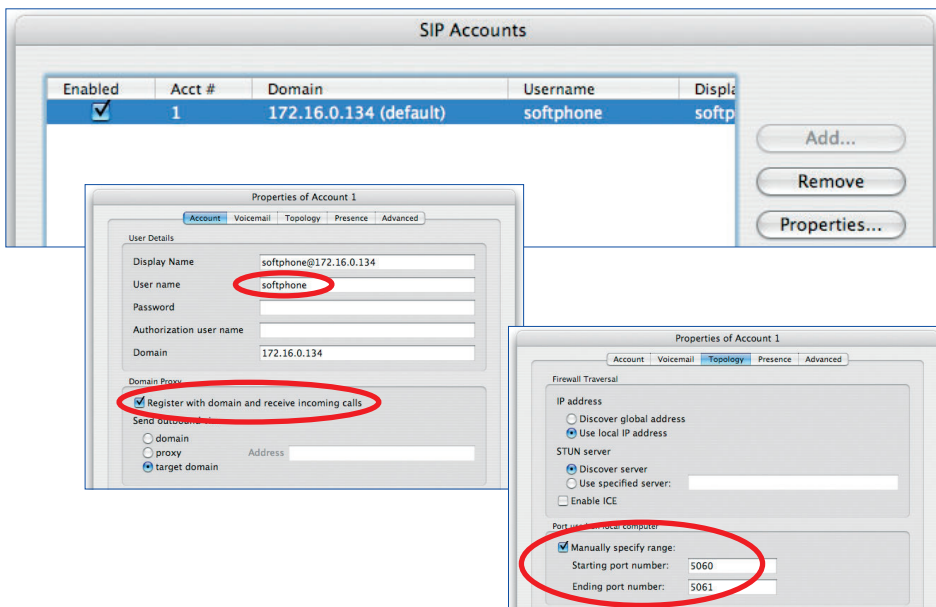 SIP Accounts
Enabled Acct # Domain Username Displa
1 172.16.0.134 (default) softphone softp
Add...
Remove
Properties...
Properties of Account 1
Account Voicemail Topology Presence Advanced
User Details
Display Name softphone@172.16.0.134
User name softphone
Password
Authorization user name
Domain 172.16.0.134
Domain Proxy
Register with domain and receive incoming calls
Send outbound
domain
proxy Address
target domain
Properties of Account 1
Account Voicemail Topology Presence Advanced
Firewall Traversal
IP address
Discover global address
Use local IP address
STUN server
Discover server
Use specified server:
Enable ICE
Port used on local computer
Manually specify range:
Starting port number: 5060
Ending port number: 5061